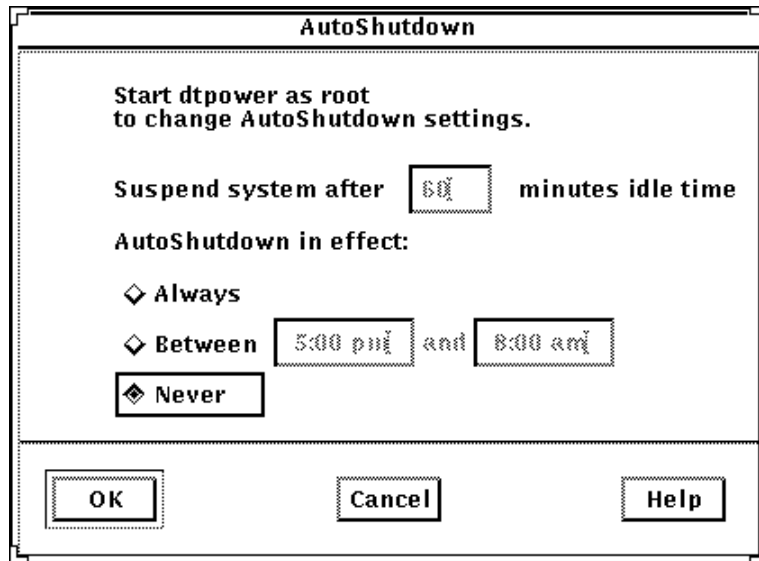 AutoShutdown
Start dtpower as root
to change AutoShutdown settings.
Suspend system after 60 minutes idle time
AutoShutdown in effect:
Always
Between 5:00 pm and 8:00 am
Never
OK Cancel Help